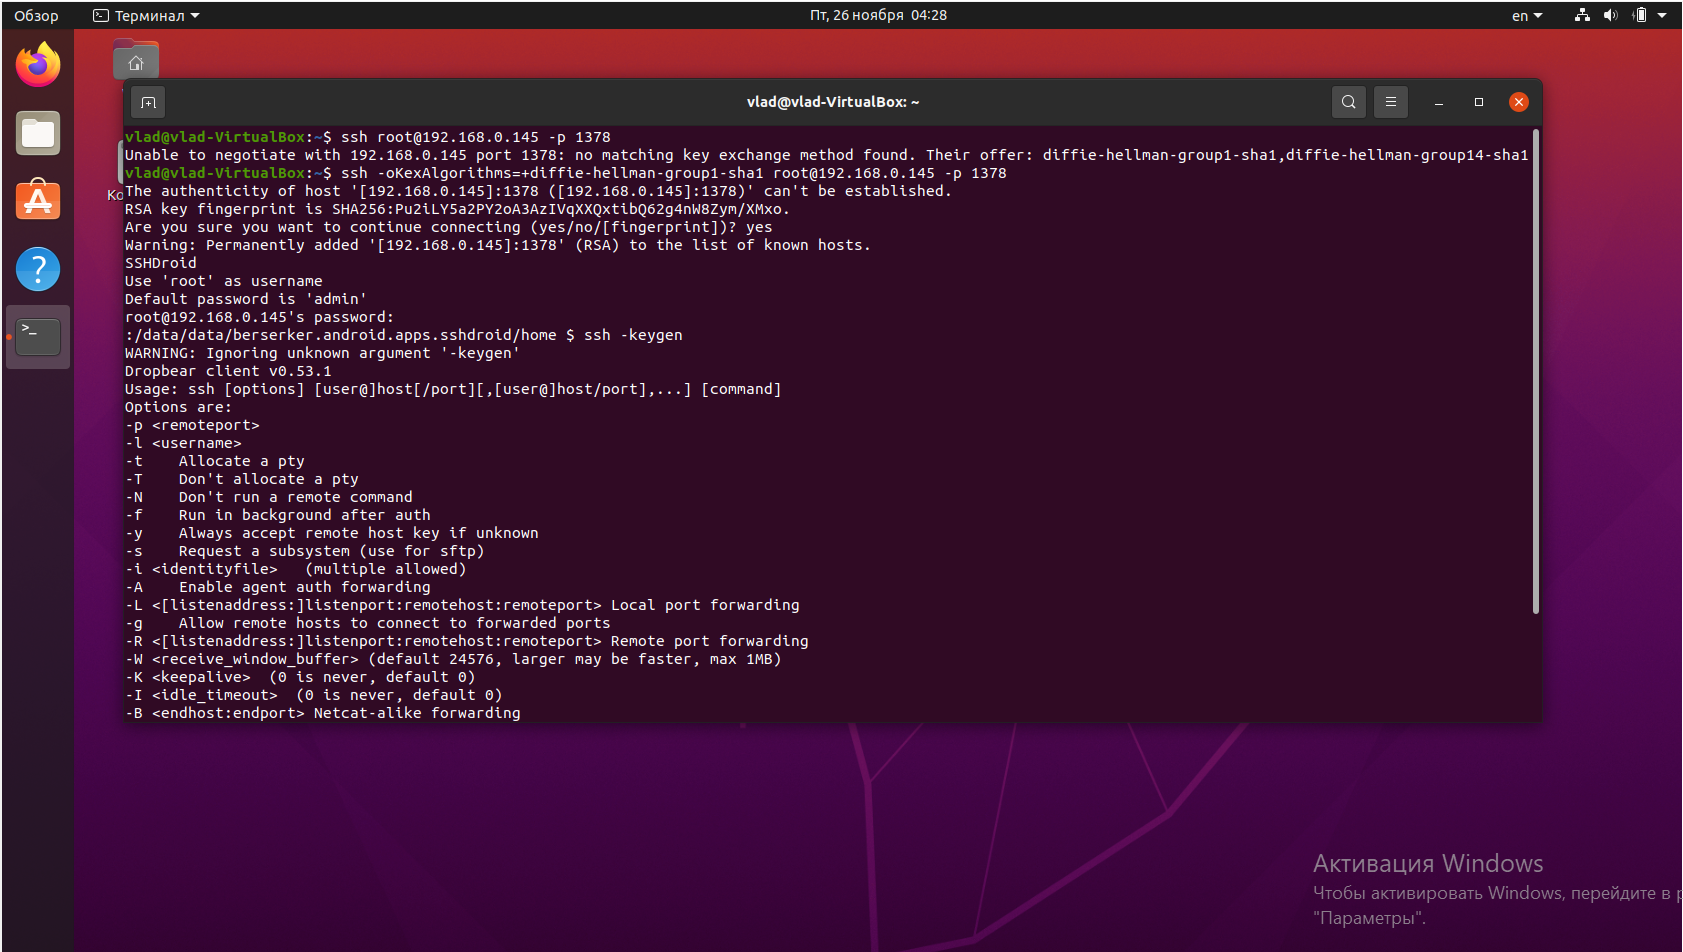 Обзор
Терминал
Пт, 26 ноября 04:28
en
vlad@vlad-VirtualBox: ~
vlad@vlad-VirtualBox:~$ ssh root@192.168.0.145 -p 1378
Unable to negotiate with 192.168.0.145 port 1378: no matching key exchange method found. Their offer: diffie-hellman-group1-sha1,diffie-hellman-group14-sha1
vlad@vlad-VirtualBox:~$ ssh -oKexAlgorithms=+diffie-hellman-group1-sha1 root@192.168.0.145 -p 1378
The authenticity of host '[192.168.0.145]:1378 ([192.168.0.145]:1378)' can't be established.
RSA key fingerprint is SHA256:Pu2iLY5a2PY2oA3AzIVqXXQxtibQ62g4nW8Zym/XMxo.
Are you sure you want to continue connecting (yes/no/[fingerprint])? yes
Warning: Permanently added '[192.168.0.145]:1378' (RSA) to the list of known hosts.
SSHDroid
Use 'root' as username
Default password is 'admin'
root@192.168.0.145's password:
:/data/data/berserker.android.apps.sshdroid/home $ ssh -keygen
WARNING: Ignoring unknown argument '-keygen'
Dropbear client v0.53.1
Usage: ssh [options] [user@]host[/port][,[user@]host/port],...] [command]
Options are:
-p <remoteport>
-l <username>
-t    Allocate a pty
-T    Don't allocate a pty
-N    Don't run a remote command
-f    Run in background after auth
-y    Always accept remote host key if unknown
-s    Request a subsystem (use for sftp)
-i <identityfile>   (multiple allowed)
-A    Enable agent auth forwarding
-L <[listenaddress:]listenport:remotehost:remoteport> Local port forwarding
-g    Allow remote hosts to connect to forwarded ports
-R <[listenaddress:]listenport:remotehost:remoteport> Remote port forwarding
-W <receive_window_buffer> (default 24576, larger may be faster, max 1MB)
-K <keepalive>  (0 is never, default 0)
-I <idle_timeout>  (0 is never, default 0)
-B <endhost:endport> Netcat-alike forwarding
Ко
Активация Windows
Чтобы активировать Windows, перейдите в
"Параметры".